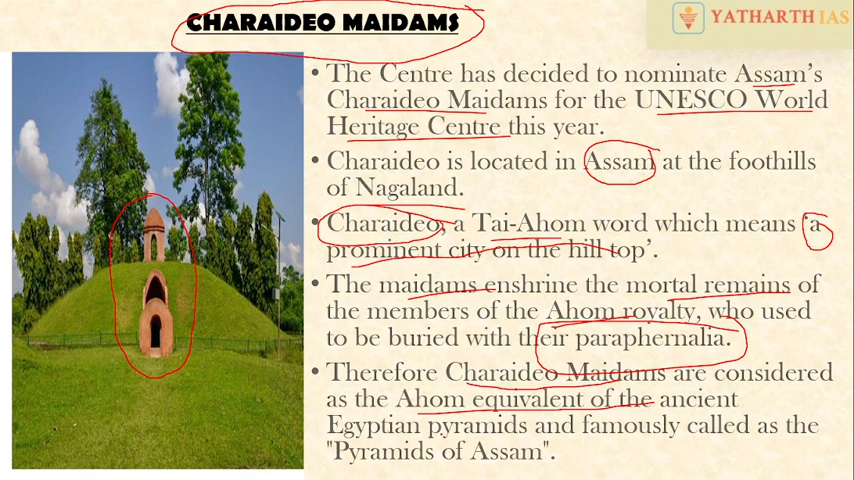 CHARAIDEO MAIDAMS
YATHARTH IAS
• The Centre has decided to nominate Assam's
Charaideo Maidams for the UNESCO World
Heritage Centre this year.
• Charaideo is located in Assam at the foothills
of Nagaland.
• Charaideo, a Tai-Ahom word which means 'a
prominent city on the hill top'.
• The maidams enshrine the mortal remains of
the members of the Ahom royalty, who used
to be buried with their paraphernalia.
• Therefore Charaideo Maidams are considered
as the Ahom equivalent of the ancient
Egyptian pyramids and famously called as the
"Pyramids of Assam".